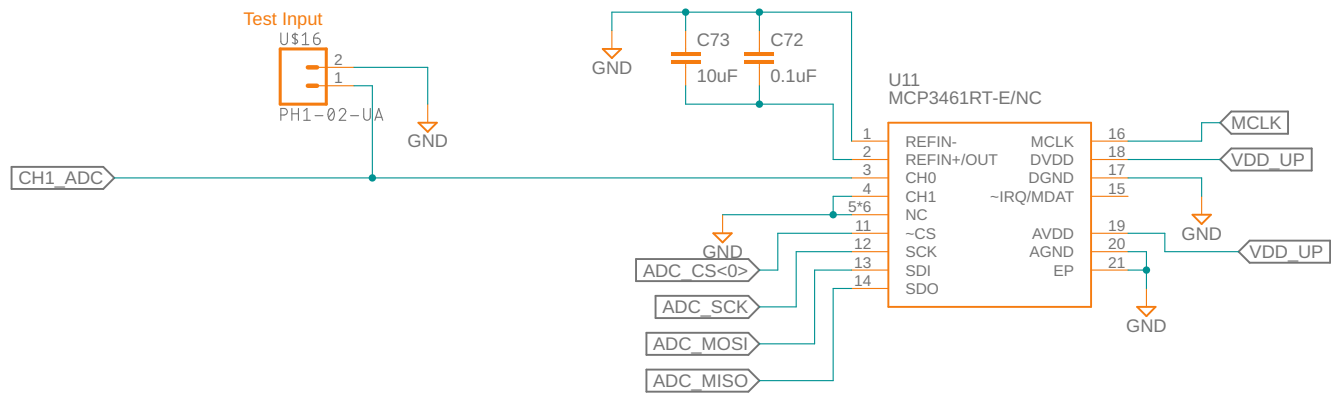 Test Input
U$16
2
1
PH1-02-UA
GND
CH1_ADC
GND
C73
10uF
C72
0.1uF
U11
MCP3461RT-E/NC
1 REFIN-
2 REFIN+/OUT
3 CH0
4 CH1
5*6 NC
11 ~CS
12 SCK
13 SDI
14 SDO
MCLK 16
DVDD 18
DGND 17
~IRQ/MDAT 15
AVDD 19
AGND 20
EP 21
MCLK
VDD_UP
GND
VDD_UP
GND
GND
ADC_CS<0>
ADC_SCK
ADC_MOSI
ADC_MISO